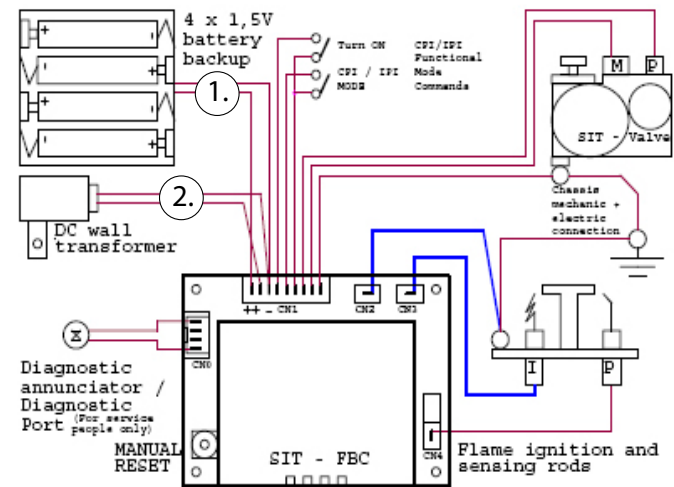 4 x 1,5V
battery
backup
1.
Turn ON
CPI / IPI
MODE
CPI/IPI
Functional
Mode
Commands
M P
SIT - Valve
2.
DC wall
transformer
Chassis
mechanic +
electric
connection
++ - CN1
CN2
CN3
CN0
Diagnostic
annunciator /
Diagnostic
Port (For service
people only)
MANUAL
RESET
SIT - FBC
CN4
I P
Flame ignition and
sensing rods